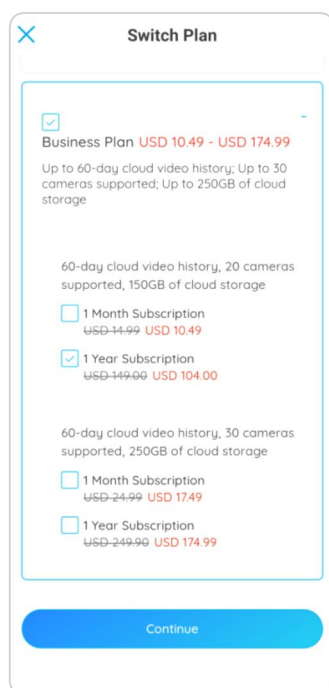 Switch Plan
Business Plan USD 10.49 - USD 174.99
Up to 60-day cloud video history; Up to 30
cameras supported; Up to 250GB of cloud
storage
60-day cloud video history, 20 cameras
supported, 150GB of cloud storage
1 Month Subscription
USD 14.99 USD 10.49
1 Year Subscription
USD 149.00 USD 104.00
60-day cloud video history, 30 cameras
supported, 250GB of cloud storage
1 Month Subscription
USD 24.99 USD 17.49
1 Year Subscription
USD 249.90 USD 174.99
Continue